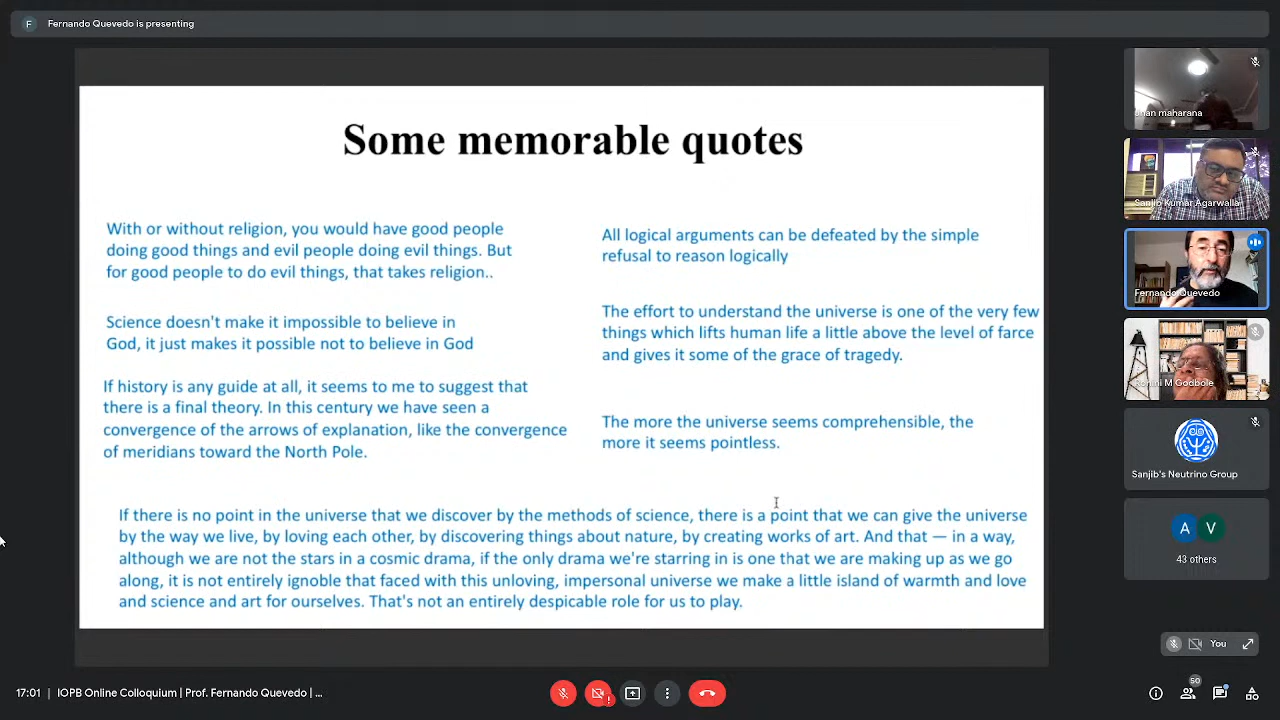 F Fernando Quevedo is presenting
Some memorable quotes
With or without religion, you would have good people
doing good things and evil people doing evil things. But
for good people to do evil things, that takes religion..
Science doesn't make it impossible to believe in
God, it just makes it possible not to believe in God
If history is any guide at all, it seems to me to suggest that
there is a final theory. In this century we have seen a
convergence of the arrows of explanation, like the convergence
of meridians toward the North Pole.
All logical arguments can be defeated by the simple
refusal to reason logically
The effort to understand the universe is one of the very few
things which lifts human life a little above the level of farce
and gives it some of the grace of tragedy.
The more the universe seems comprehensible, the
more it seems pointless.
If there is no point in the universe that we discover by the methods of science, there is a point that we can give the universe
by the way we live, by loving each other, by discovering things about nature, by creating works of art. And that — in a way,
although we are not the stars in a cosmic drama, if the only drama we're starring in is one that we are making up as we go
along, it is not entirely ignoble that faced with this unloving, impersonal universe we make a little island of warmth and love
and science and art for ourselves. That's not an entirely despicable role for us to play.
maharana
Sanjib Kumar Agarwalla
Fernando Quevedo
Rohini M Godbole
Sanjib's Neutrino Group
A V
43 others
You
17:01 | IOPB Online Colloquium | Prof. Fernando Quevedo | ...
50